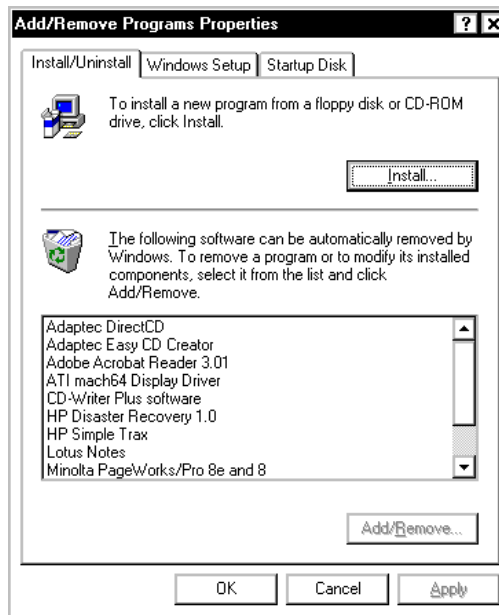 Add/Remove Programs Properties
Install/Uninstall
Windows Setup
Startup Disk
To install a new program from a floppy disk or CD-ROM
drive, click Install.
Install...
The following software can be automatically removed by
Windows. To remove a program or to modify its installed
components, select it from the list and click
Add/Remove.
Adaptec DirectCD
Adaptec Easy CD Creator
Adobe Acrobat Reader 3.01
ATI mach64 Display Driver
CD-Writer Plus software
HP Disaster Recovery 1.0
HP Simple Trax
Lotus Notes
Minolta PageWorks/Pro 8e and 8
Add/Remove...
OK
Cancel
Apply